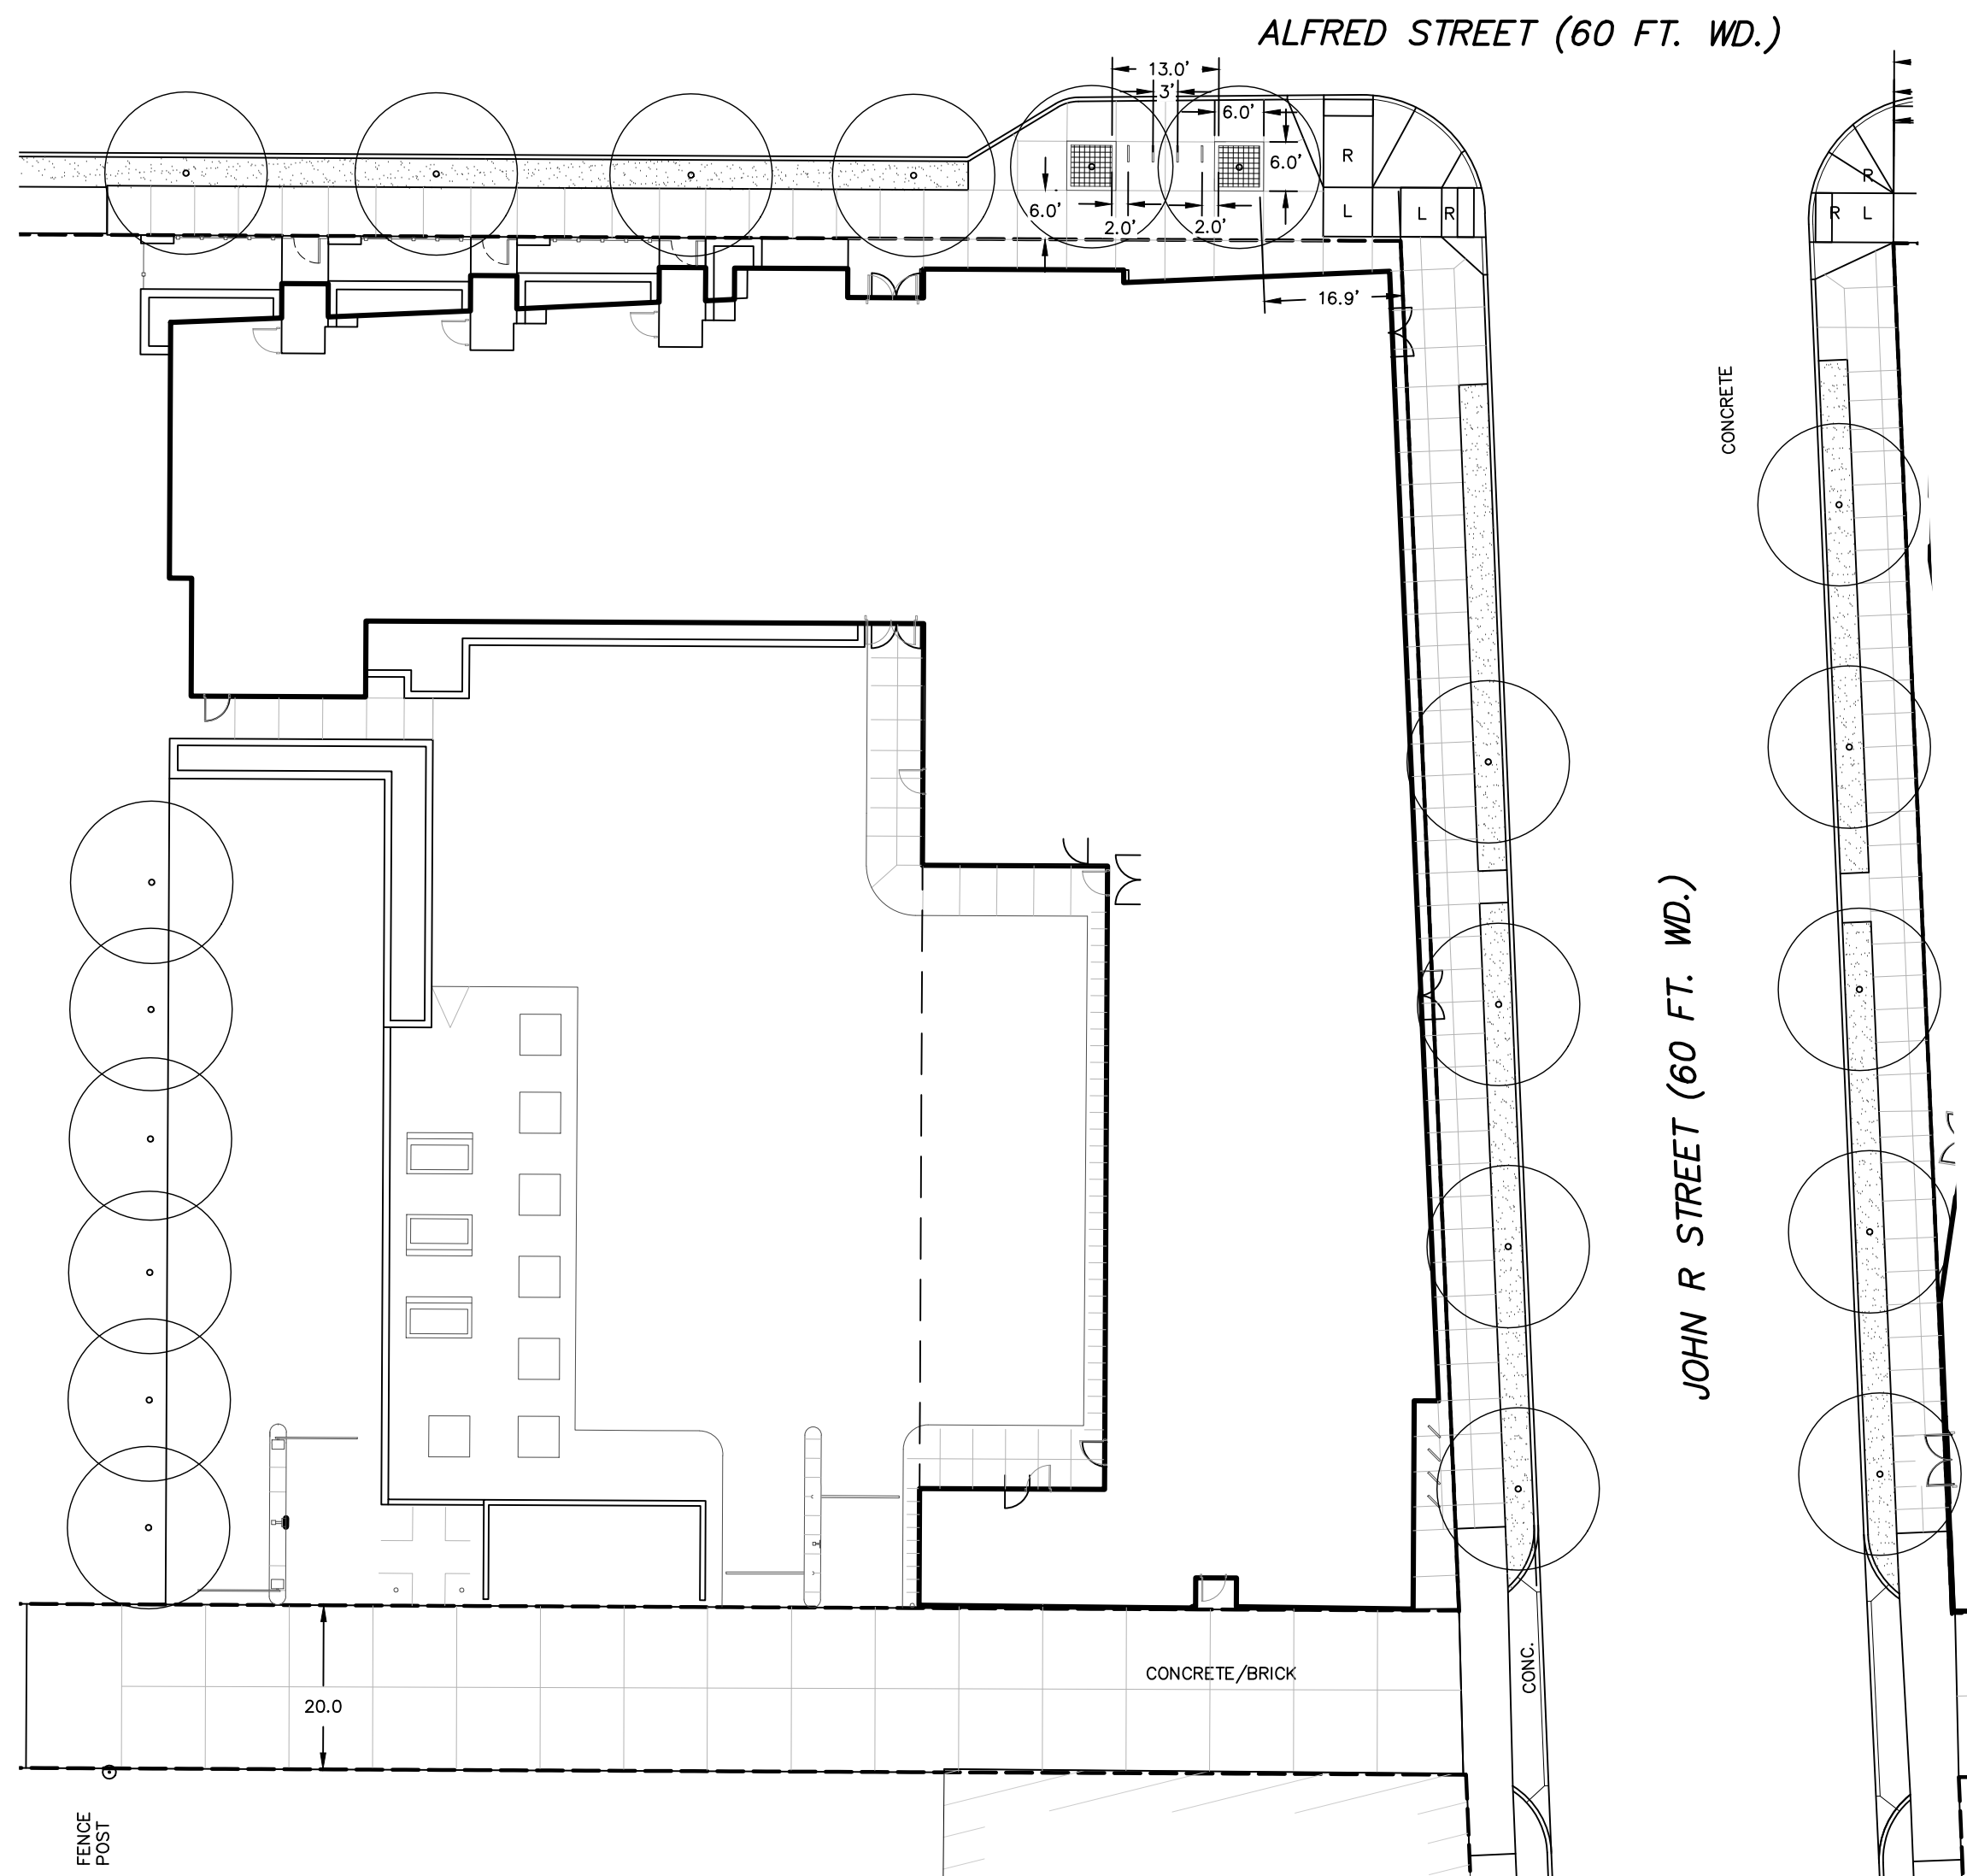 ALFRED STREET (60 FT. WD.)
13.0'
3'
6.0'
R
6.0'
R
6.0'
L
L
R
R
L
2.0'
2.0'
16.9'
CONCRETE
JOHN R STREET (60 FT. WD.)
CONCRETE/BRICK
CONC.
20.0
FENCE
POST